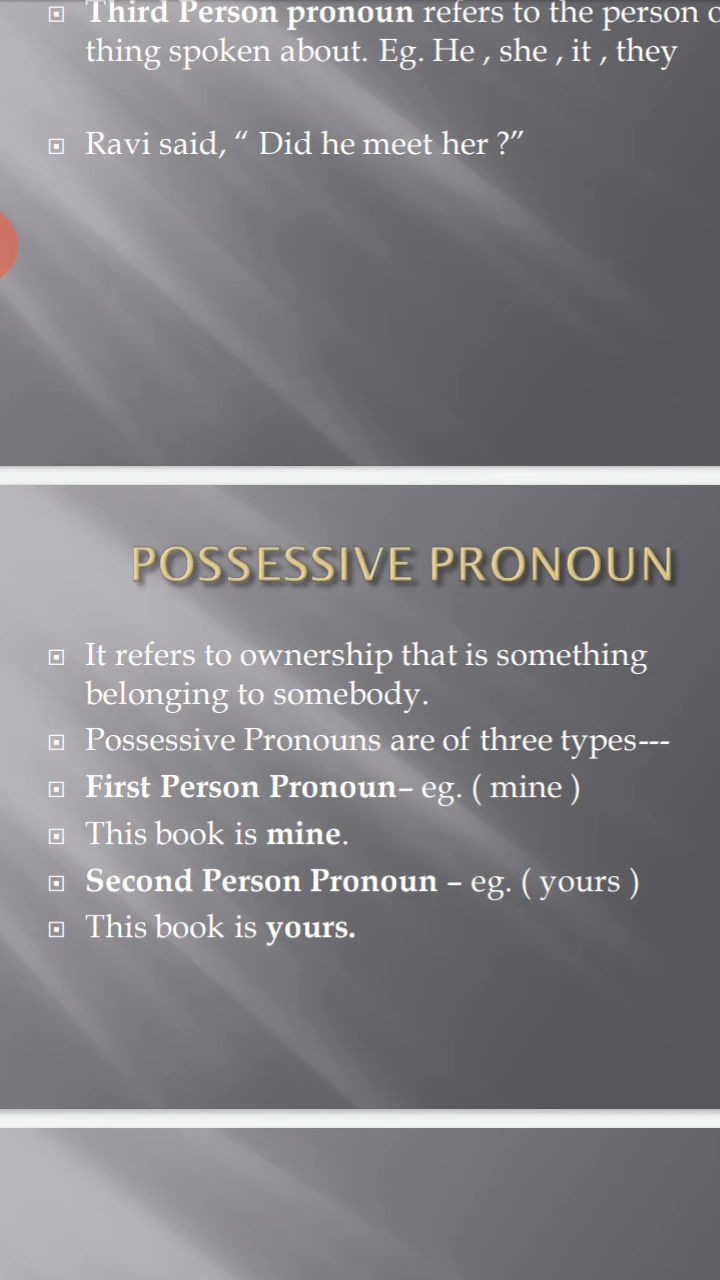 Third Person pronoun refers to the person
thing spoken about. Eg. He , she , it , they
Ravi said, “ Did he meet her ?”
POSSESSIVE PRONOUN
It refers to ownership that is something
belonging to somebody.
Possessive Pronouns are of three types---
First Person Pronoun– eg. ( mine )
This book is mine.
Second Person Pronoun – eg. ( yours )
This book is yours.